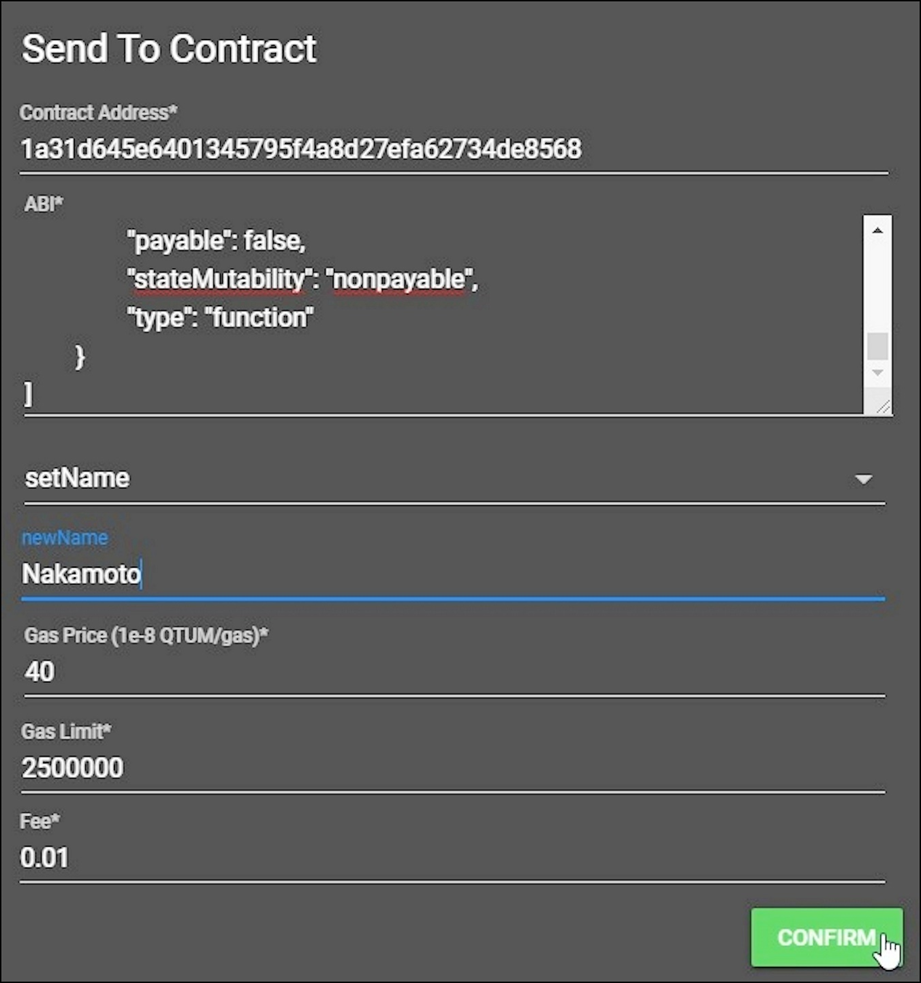 Send To Contract
Contract Address*
1a31d645e6401345795f4a8d27efa62734de8568
ABI*
"payable": false,
"stateMutability": "nonpayable",
"type": "function"
}
]
setName
newName
Nakamoto
Gas Price (1e-8 QTUM/gas)*
40
Gas Limit*
2500000
Fee*
0.01
CONFIRM